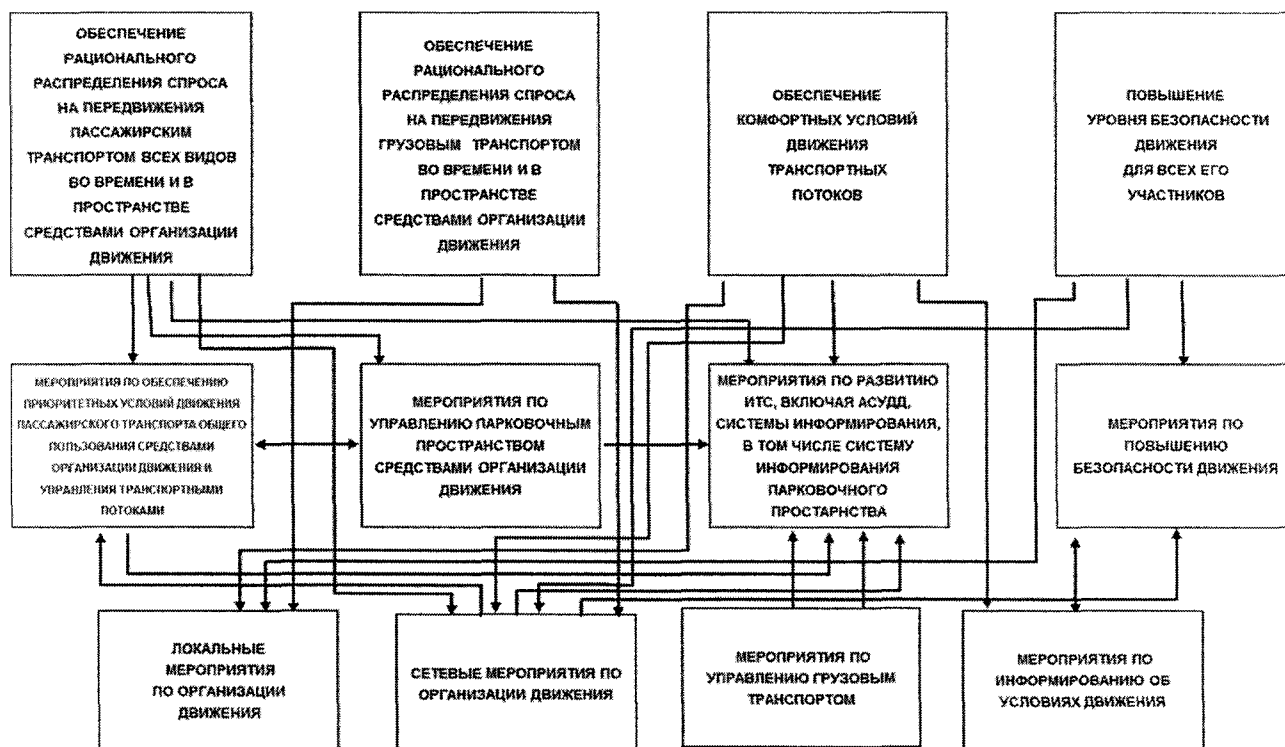 ОБЕСПЕЧЕНИЕ
РАЦИОНАЛЬНОГО
РАСПРЕДЕЛЕНИЯ СПРОСА
НА ПЕРЕДВИЖЕНИЯ
ПАССАЖИРСКИМ
ТРАНСПОРТОМ ВСЕХ ВИДОВ
ВО ВРЕМЕНИ И В
ПРОСТРАНСТВЕ
СРЕДСТВАМИ ОРГАНИЗАЦИИ
ДВИЖЕНИЯ
ОБЕСПЕЧЕНИЕ
РАЦИОНАЛЬНОГО
РАСПРЕДЕЛЕНИЯ СПРОСА
НА ПЕРЕДВИЖЕНИЯ
ГРУЗОВЫМ ТРАНСПОРТОМ
ВО ВРЕМЕНИ И В
ПРОСТРАНСТВЕ
СРЕДСТВАМИ ОРГАНИЗАЦИИ
ДВИЖЕНИЯ
ОБЕСПЕЧЕНИЕ
КОМФОРТНЫХ УСЛОВИЙ
ДВИЖЕНИЯ
ТРАНСПОРТНЫХ
ПОТОКОВ
ПОВЫШЕНИЕ
УРОВНЯ БЕЗОПАСНОСТИ
ДВИЖЕНИЯ
ДЛЯ ВСЕХ ЕГО
УЧАСТНИКОВ
МЕРОПРИЯТИЯ ПО ОБЕСПЕЧЕНИЮ
ПРИОРИТЕТНЫХ УСЛОВИЙ ДВИЖЕНИЯ
ПАССАЖИРСКОГО ТРАНСПОРТА ОБЩЕГО
ПОЛЬЗОВАНИЯ СРЕДСТВАМИ
ОРГАНИЗАЦИИ ДВИЖЕНИЯ И
УПРАВЛЕНИЯ ТРАНСПОРТНЫМИ
ПОТОКАМИ
МЕРОПРИЯТИЯ ПО
УПРАВЛЕНИЮ ПАРКОВОЧНЫМ
ПРОСТРАНСТВОМ
СРЕДСТВАМИ ОРГАНИЗАЦИИ
ДВИЖЕНИЯ
МЕРОПРИЯТИЯ ПО РАЗВИТИЮ
ИТС, ВКЛЮЧАЯ АСУДД,
СИСТЕМЫ ИНФОРМИРОВАНИЯ,
В ТОМ ЧИСЛЕ СИСТЕМУ
ИНФОРМИРОВАНИЯ
ПАРКОВОЧНОГО
ПРОСТАРНСТВА
МЕРОПРИЯТИЯ ПО
ПОВЫШЕНИЮ
БЕЗОПАСНОСТИ ДВИЖЕНИЯ
ЛОКАЛЬНЫЕ
МЕРОПРИЯТИЯ
ПО ОРГАНИЗАЦИИ
ДВИЖЕНИЯ
СЕТЕВЫЕ МЕРОПРИЯТИЯ ПО
ОРГАНИЗАЦИИ ДВИЖЕНИЯ
МЕРОПРИЯТИЯ ПО
УПРАВЛЕНИЮ ГРУЗОВЫМ
ТРАНСПОРТОМ
МЕРОПРИЯТИЯ ПО
ИНФОРМИРОВАНИЮ ОБ
УСЛОВИЯХ ДВИЖЕНИЯ